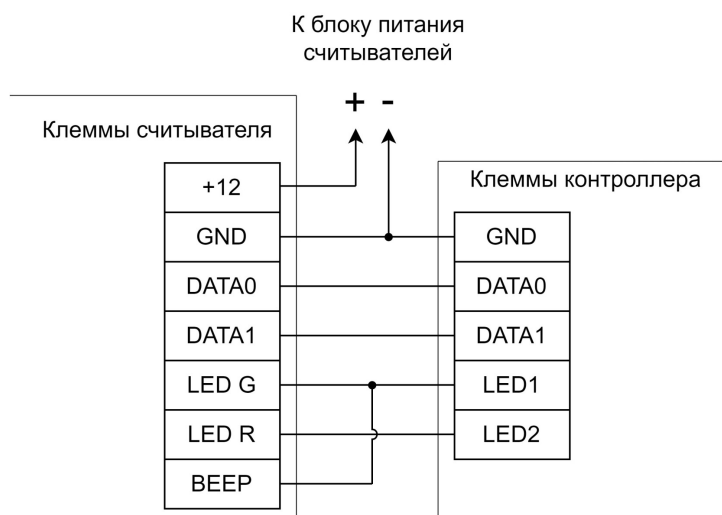 К блоку питания
считывателей
+ -
Клеммы считывателя
+12
GND
DATA0
DATA1
LED G
LED R
BEEP
Клеммы контроллера
GND
DATA0
DATA1
LED1
LED2